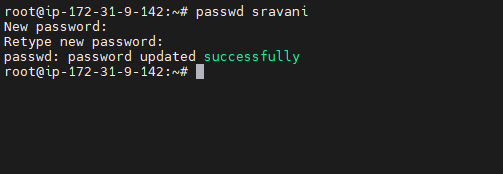 root@ip-172-31-9-142:~# passwd sravani
New password:
Retype new password:
passwd: password updated successfully
root@ip-172-31-9-142:~#